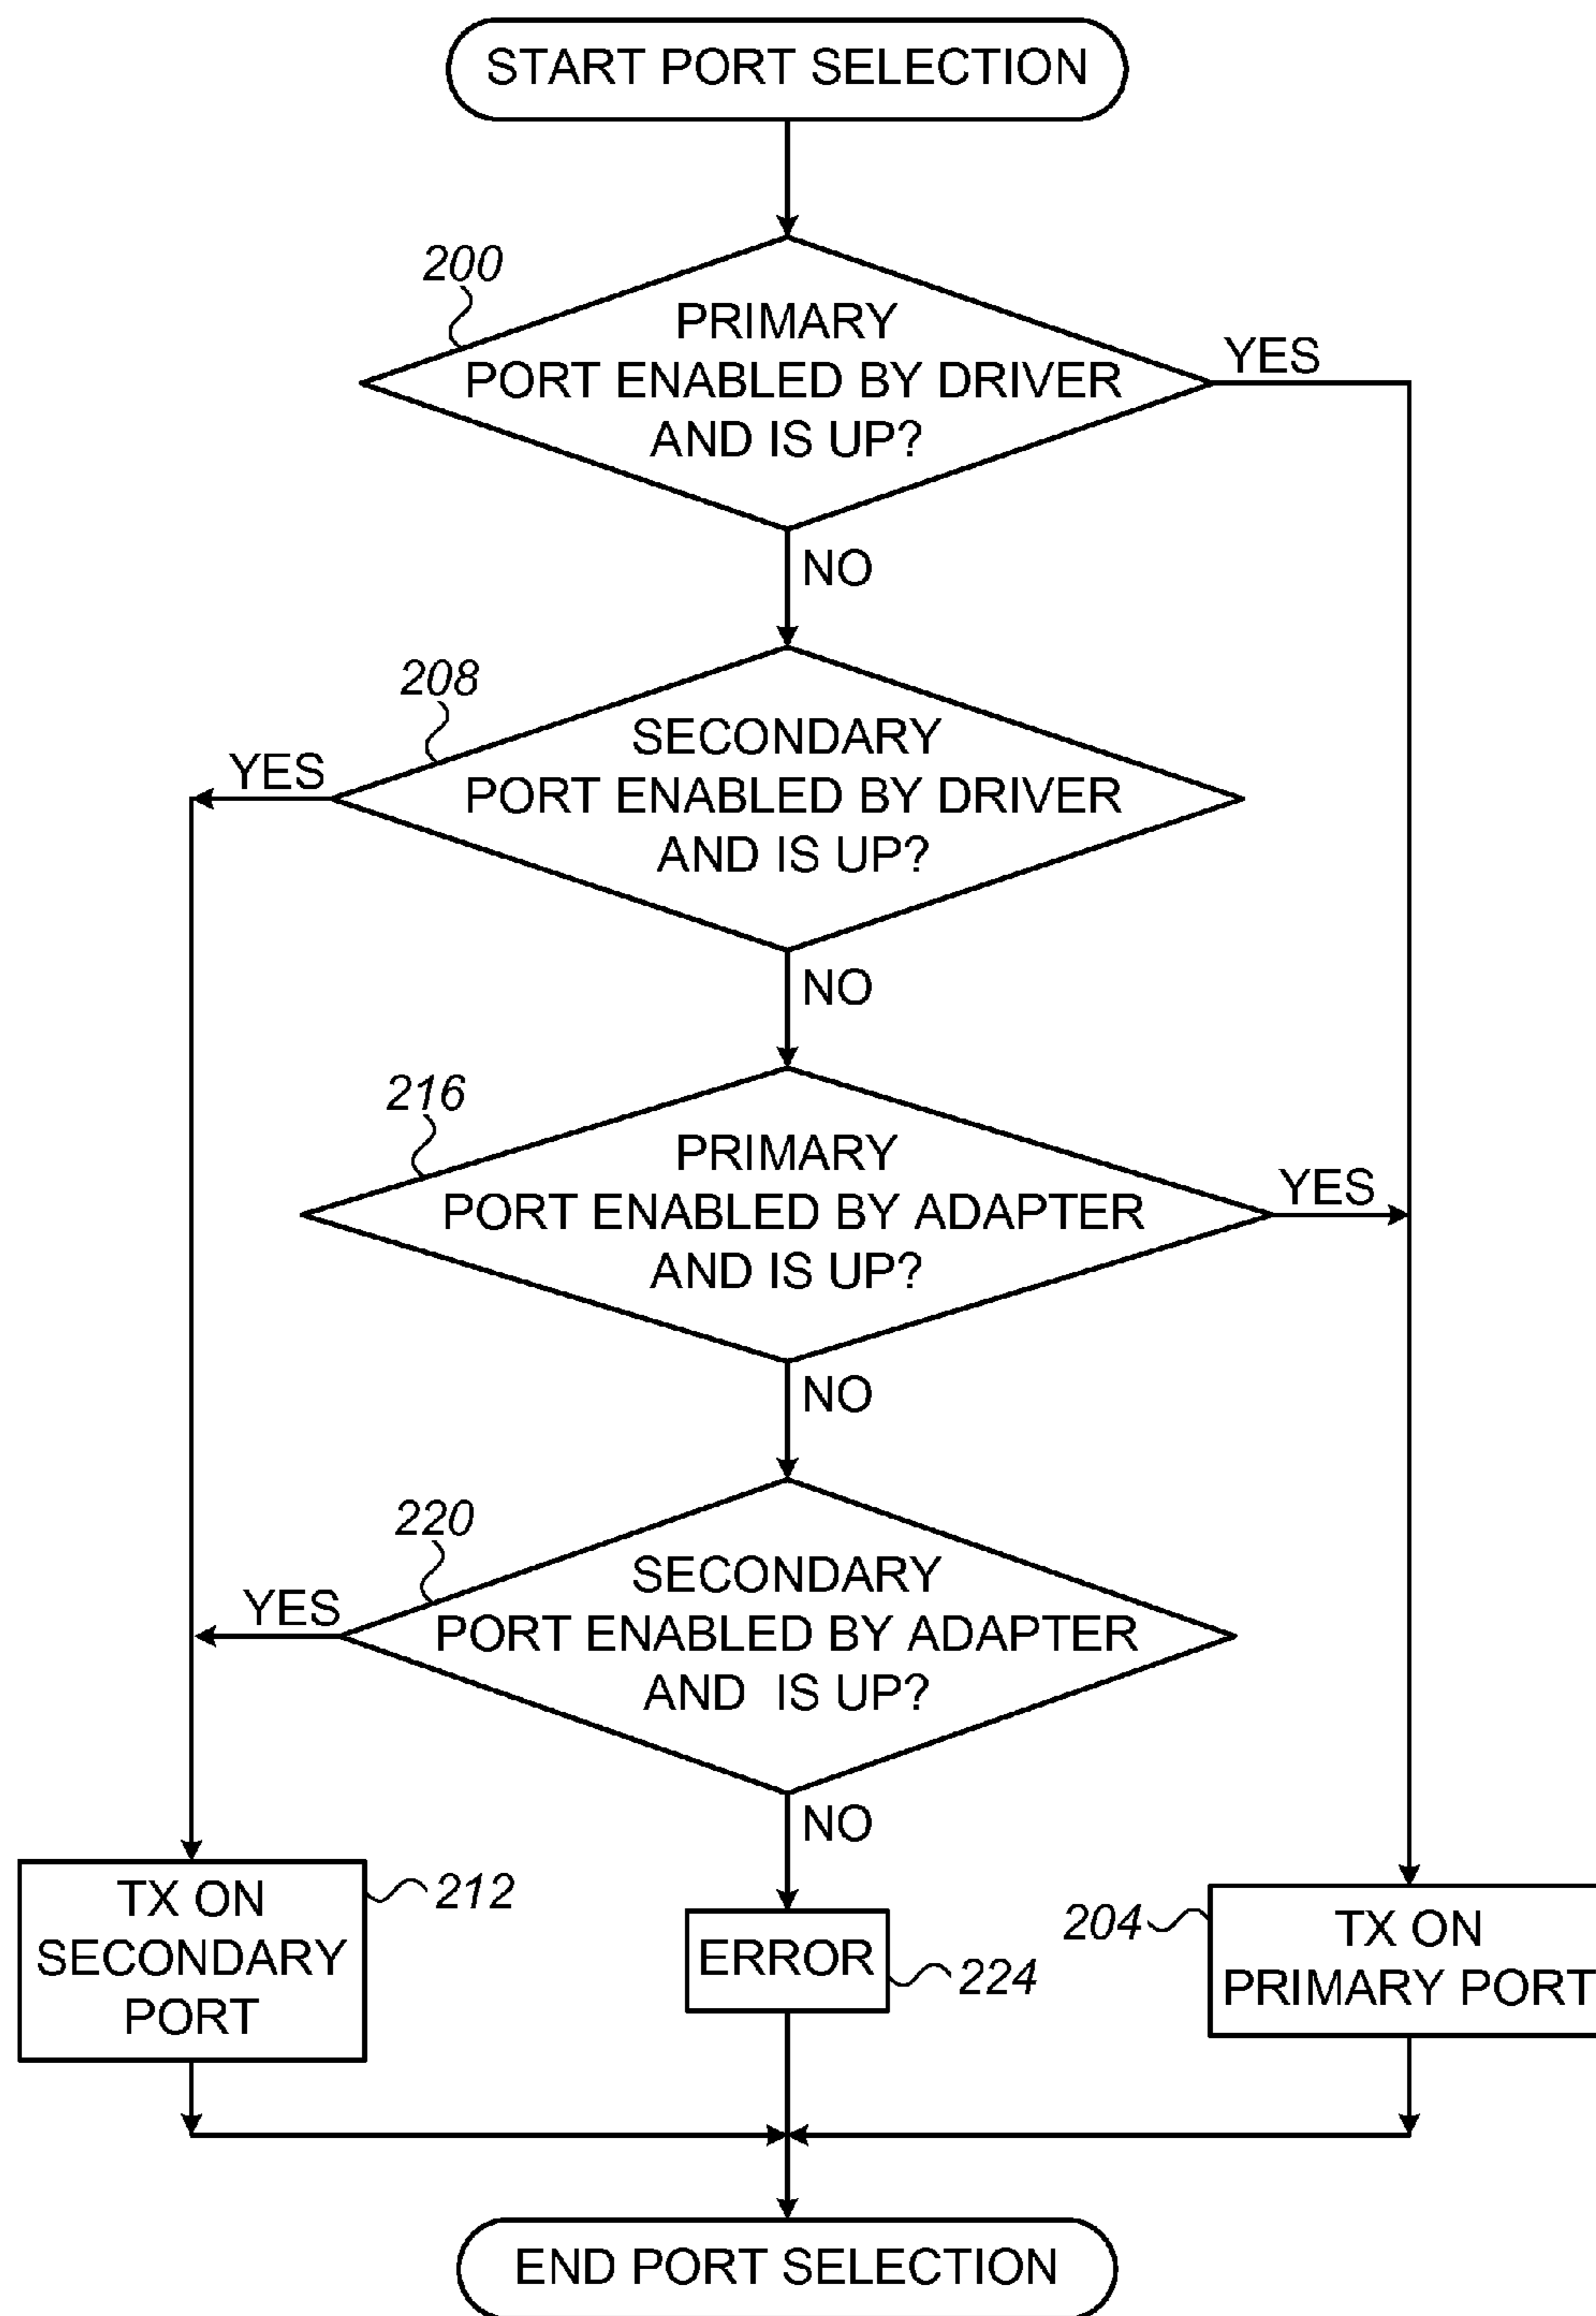 START PORT SELECTION
200
PRIMARY
PORT ENABLED BY DRIVER
AND IS UP?
YES
NO
208
SECONDARY
PORT ENABLED BY DRIVER
AND IS UP?
YES
NO
216
PRIMARY
PORT ENABLED BY ADAPTER
AND IS UP?
YES
NO
220
SECONDARY
PORT ENABLED BY ADAPTER
AND IS UP?
YES
NO
TX ON
SECONDARY
PORT
212
ERROR
224
204
TX ON
PRIMARY PORT
END PORT SELECTION